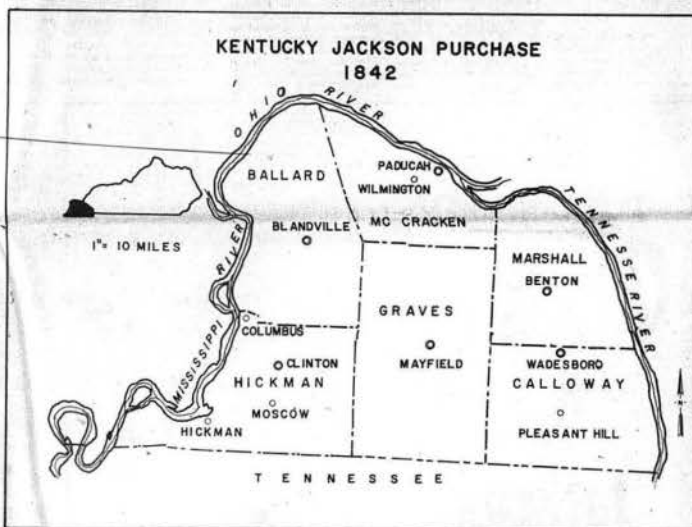 KENTUCKY JACKSON PURCHASE
1842
OHIO RIVER
PADUCAH
WILMINGTON
BALLARD
MC CRACKEN
TENNESSE RIVER
1"= 10 MILES
BLANDVILLE
MARSHALL
BENTON
MISSISSIPPI RIVER
GRAVES
COLUMBUS
MAYFIELD
WADESBORO
CLINTON
HICKMAN
CALLOWAY
MOSCOW
HICKMAN
PLEASANT HILL
N
TENNESSEE